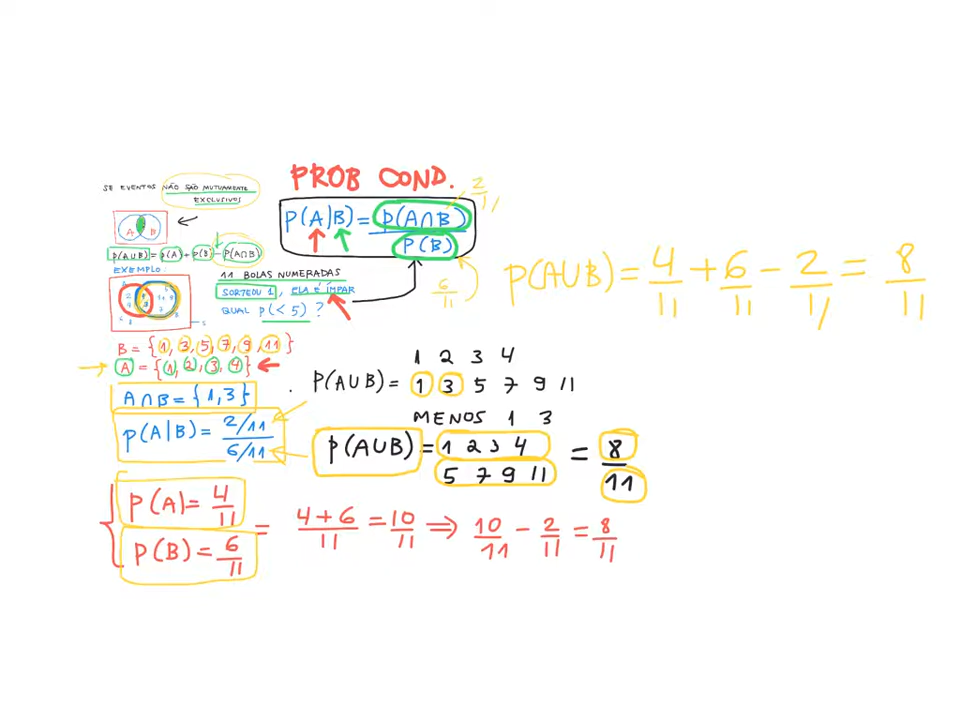 SE EVENTOS NÃO SÃO MUTUAMENTE
EXCLUSIVOS
A B
P(A∪B)=P(A)+P(B)-P(A∩B)
EXEMPLO:
PROB COND.
P(A|B)=P(A∩B)
P(B)
2/11
6/11
11 BOLAS NUMERADAS
SORTEOU 1, ELA É ÍMPAR
QUAL P(<5)?
B={1,3,5,7,9,11}
A={1,2,3,4}
A∩B={1,3}
P(A|B)=2/11
6/11
P(A)=4/11
P(B)=6/11
=4+6/11=10/11⇒10/11-2/11=8/11
1 2 3 4
P(A∪B)=1 3 5 7 9 11
MENOS 1 3
P(A∪B)=1 2 3 4
5 7 9 11
=8/11
P(A∪B)=4/11+6/11-2/11=8/11